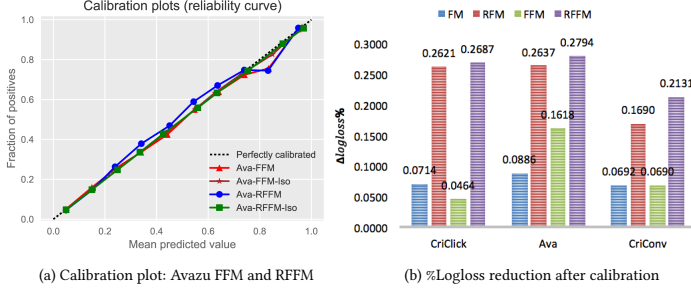 Calibration plots (reliability curve)
Fraction of positives
1.0
0.8
0.6
0.4
0.2
0.0
Perfectly calibrated
Ava-FFM
Ava-FFM-Iso
Ava-RFFM
Ava-RFFM-Iso
0.0 0.2 0.4 0.6 0.8 1.0
Mean predicted value
(a) Calibration plot: Avazu FFM and RFFM
FM RFM FFM RFFM
Δlogloss%
0.3000
0.2500
0.2000
0.1500
0.1000
0.0500
0.0000
0.0714 0.2621 0.0464 0.2687
0.0886 0.2637 0.1618 0.2794
0.0692 0.1690 0.0690 0.2131
CriClick Ava CriConv
(b) %Logloss reduction after calibration